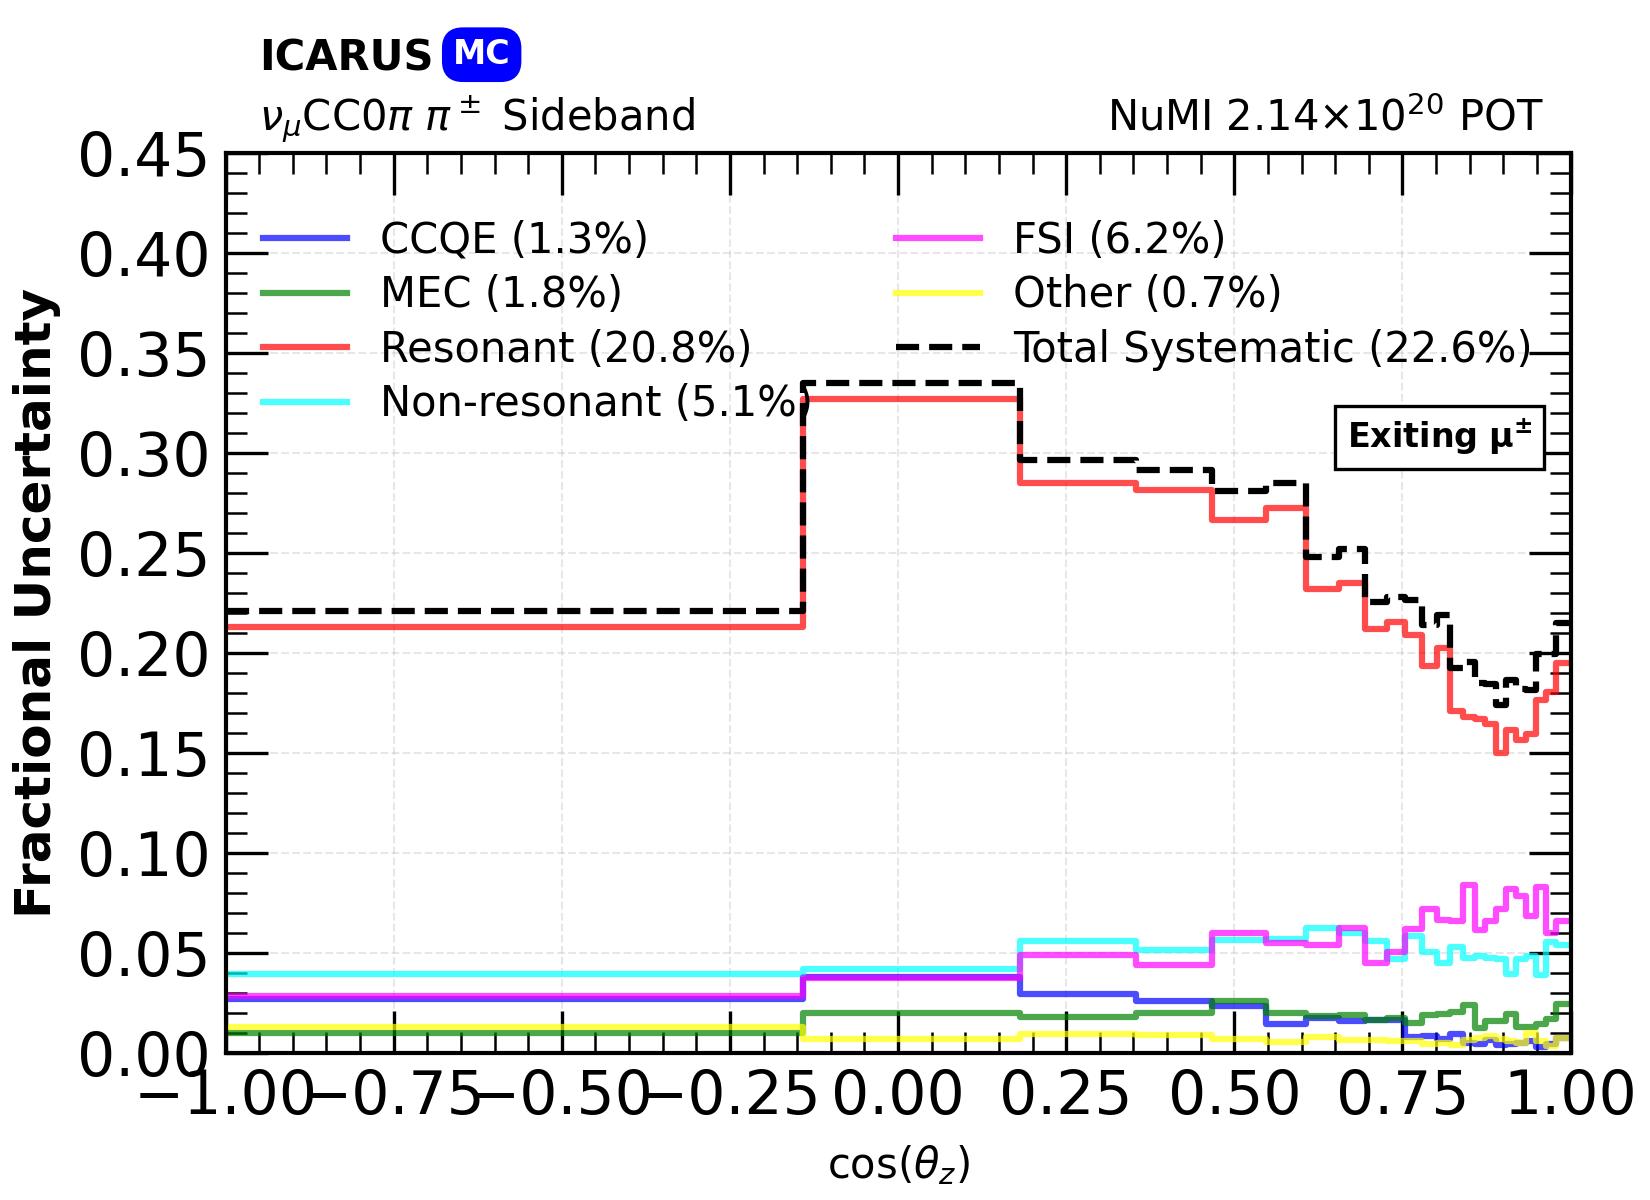 ICARUS MC
νμCC0π π± Sideband
NuMI 2.14×10²⁰ POT
CCQE (1.3%)
MEC (1.8%)
Resonant (20.8%)
Non-resonant (5.1%)
FSI (6.2%)
Other (0.7%)
Total Systematic (22.6%)
Exiting μ±
Fractional Uncertainty
0.45
0.40
0.35
0.30
0.25
0.20
0.15
0.10
0.05
0.00
−1.00 −0.75 −0.50 −0.25 0.00 0.25 0.50 0.75 1.00
cos(θz)